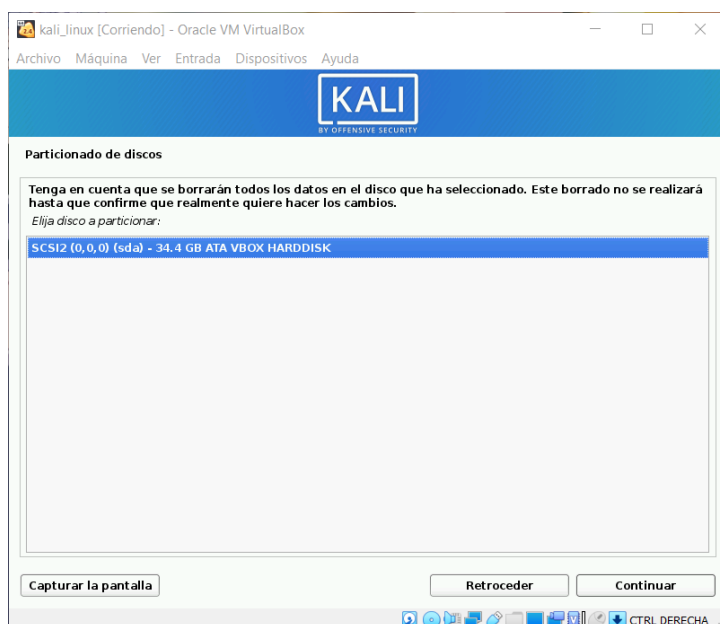 kali_linux [Corriendo] - Oracle VM VirtualBox
Archivo Máquina Ver Entrada Dispositivos Ayuda
KALI
BY OFFENSIVE SECURITY
Particionado de discos
Tenga en cuenta que se borrarán todos los datos en el disco que ha seleccionado. Este borrado no se realizará
hasta que confirme que realmente quiere hacer los cambios.
Elija disco a particionar:
SCSI2 (0,0,0) (sda) - 34.4 GB ATA VBOX HARDDISK
Capturar la pantalla Retroceder Continuar
CTRL DERECHA